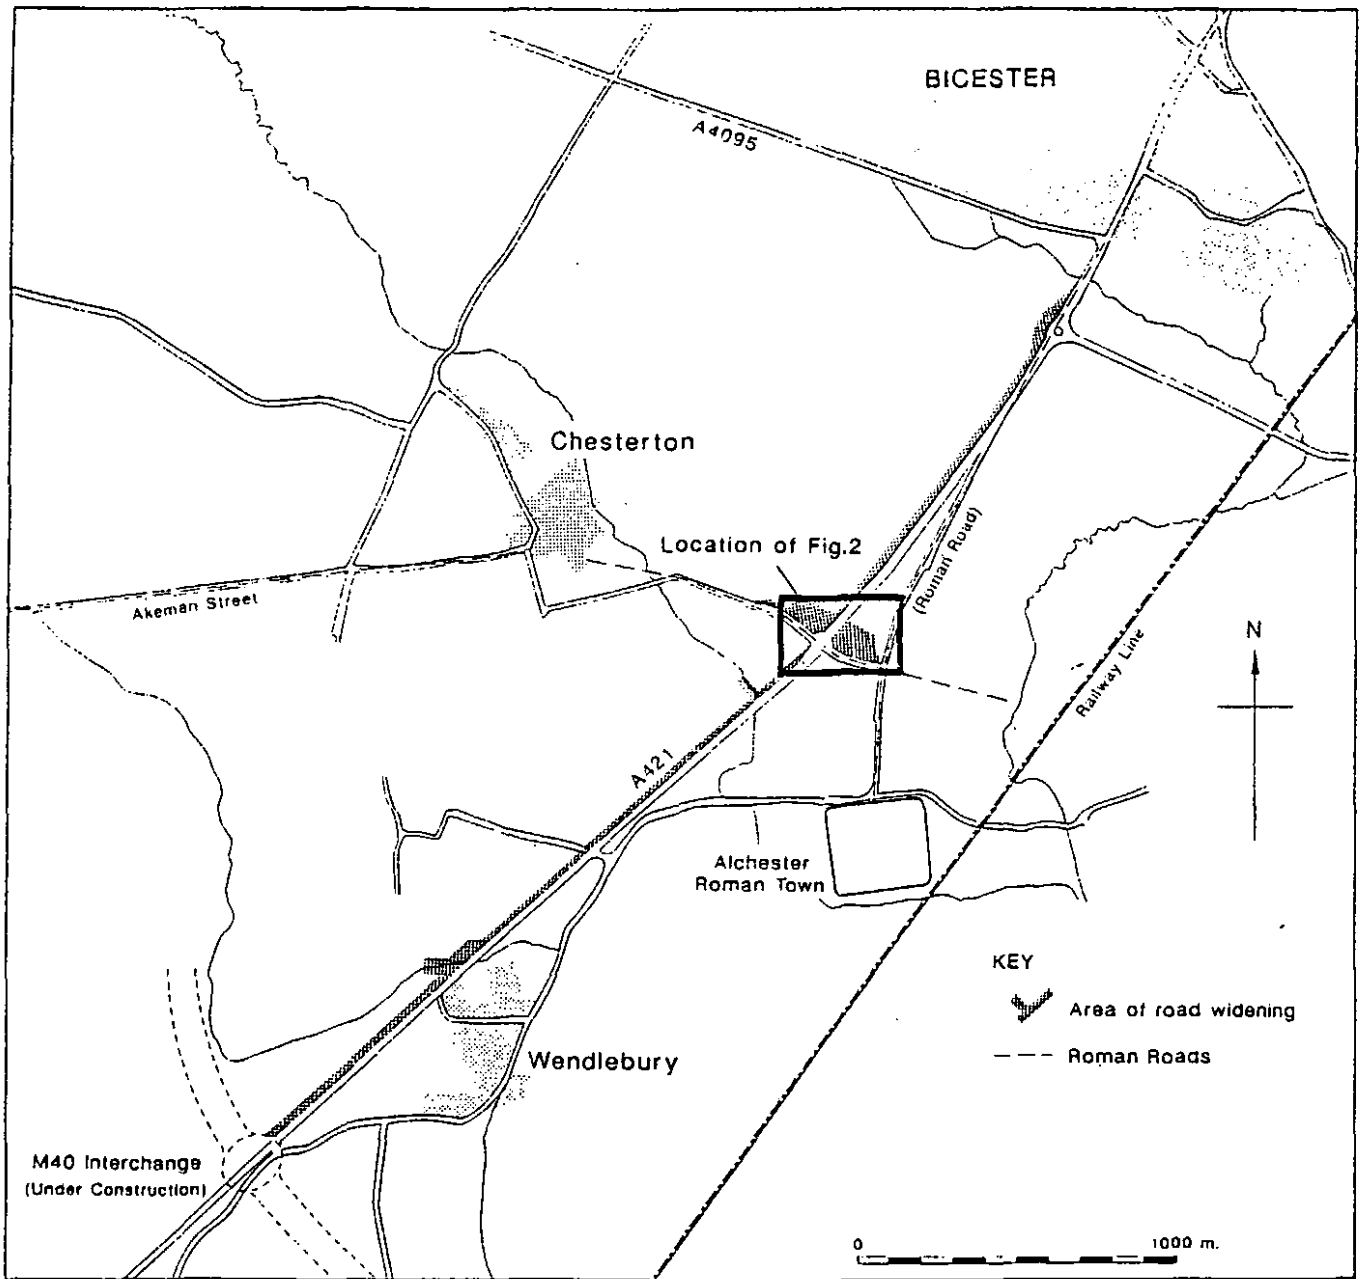 BICESTER
A4095
Chesterton
Location of Fig.2
(Roman Road)
Akeman Street
N
Railway Line
A421
Alchester
Roman Town
KEY
Area of road widening
Roman Roads
Wendlebury
M40 Interchange
(Under Construction)
0 1000 m.